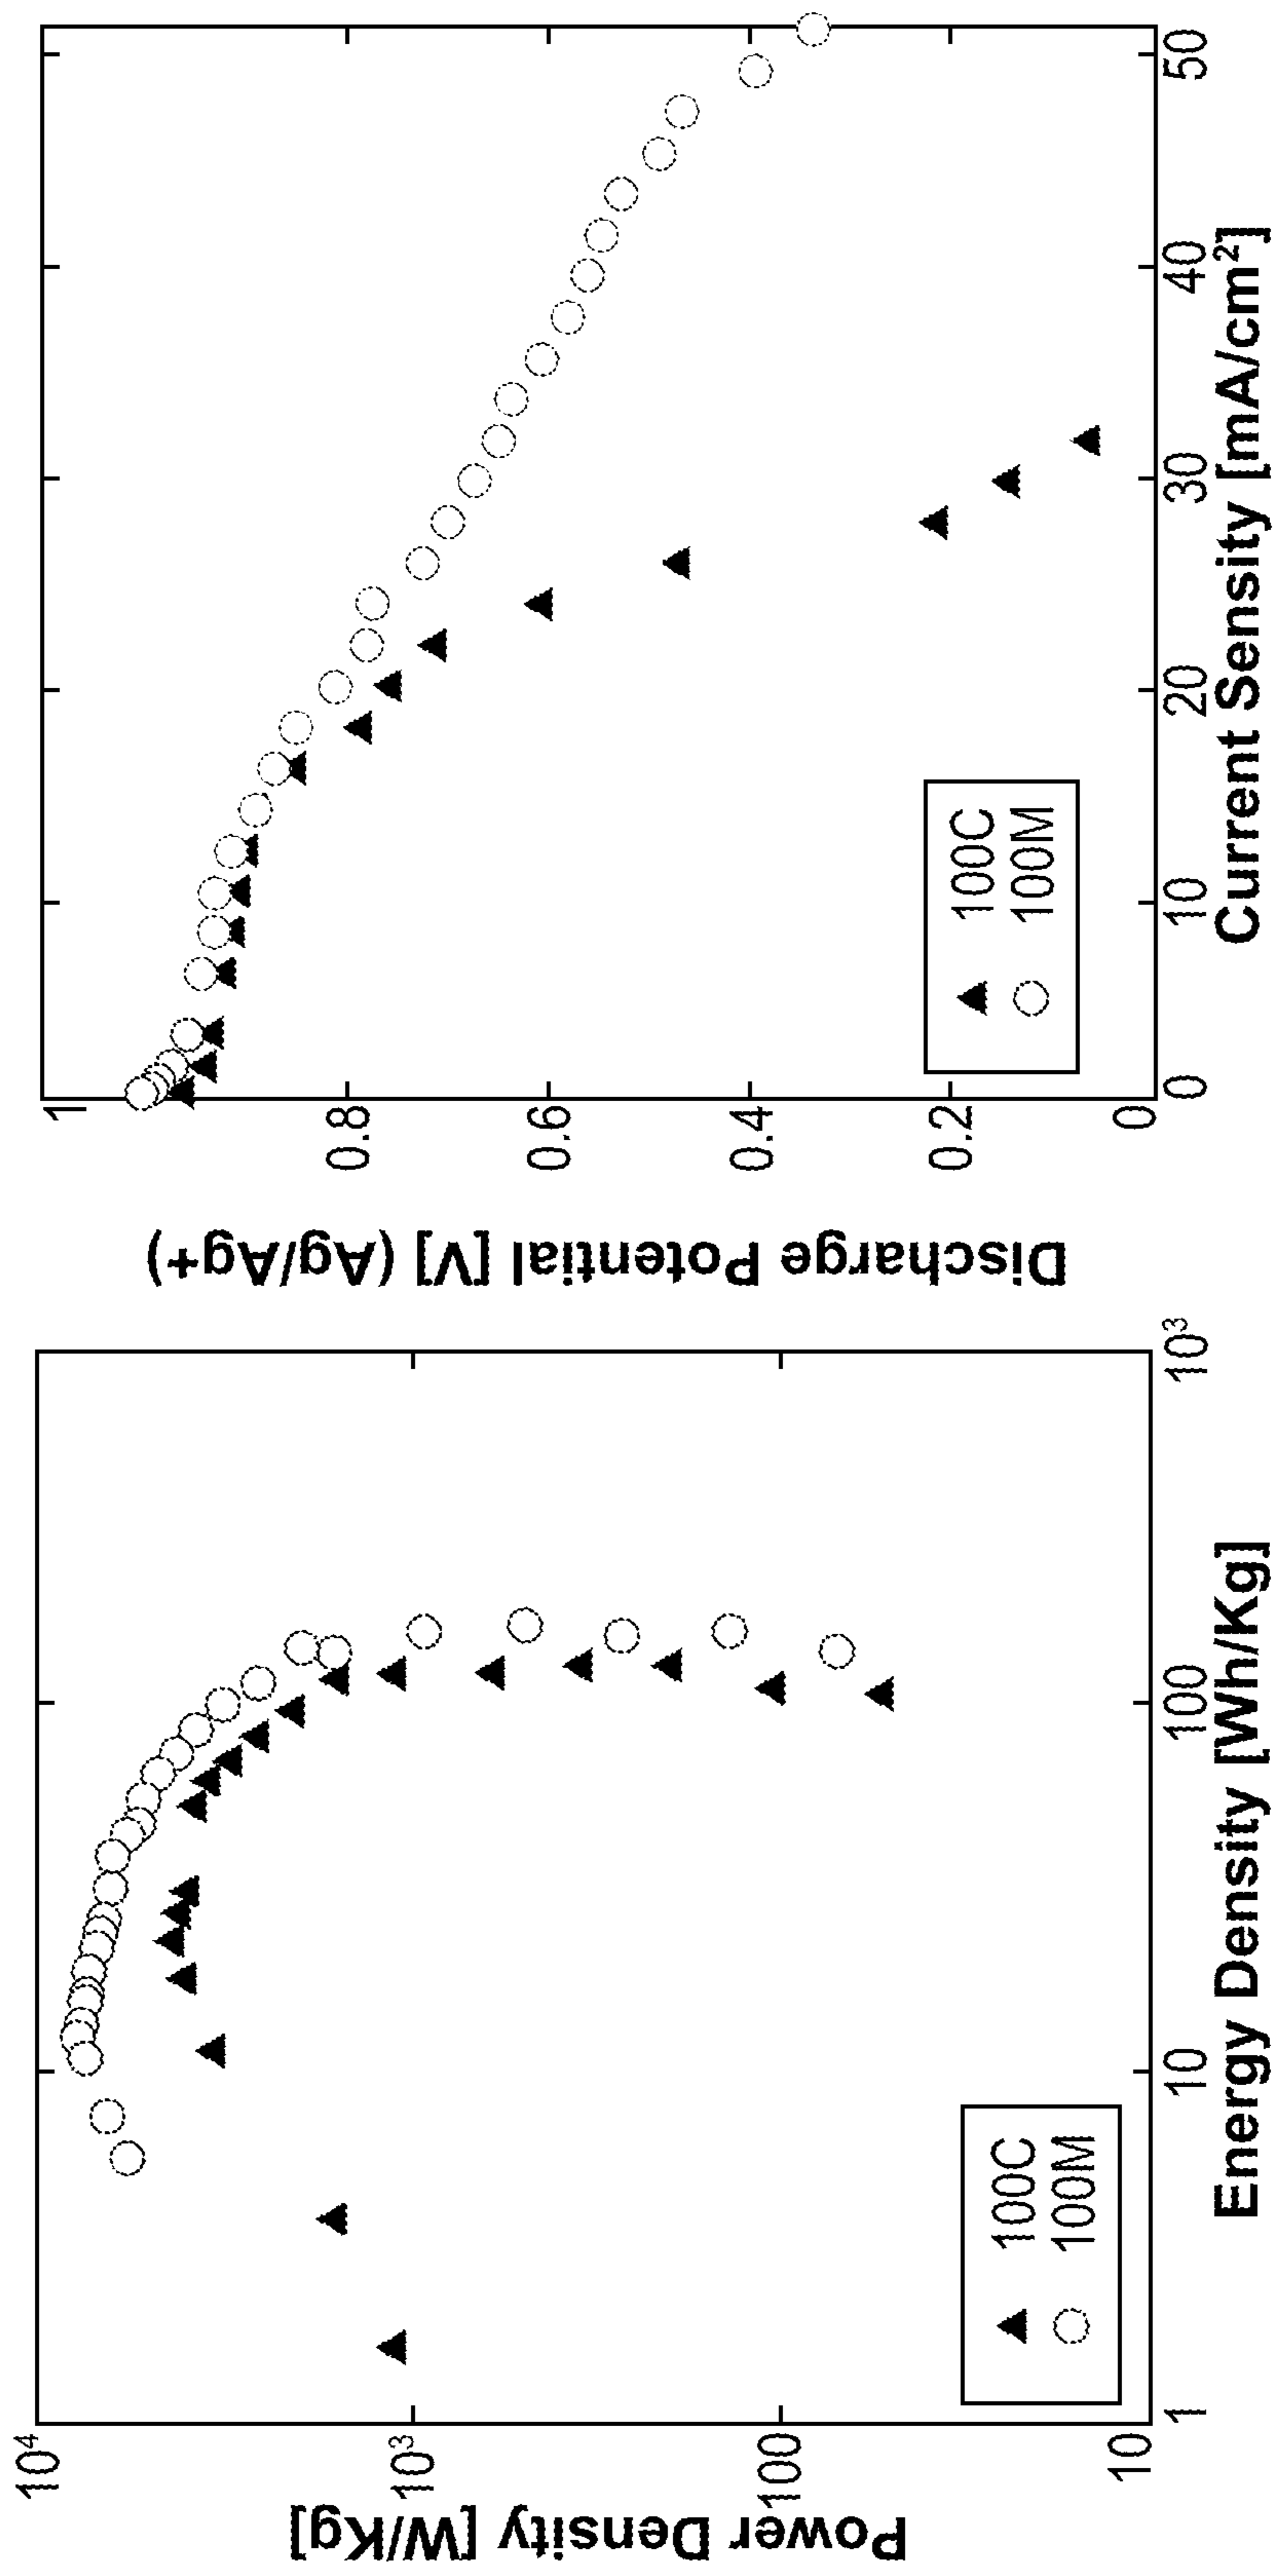 Power Density [W/Kg]
10⁴
10³
100
10
1
10
100
10³
Energy Density [Wh/Kg]
100C
100M
Discharge Potential [V] (Ag/Ag+)
1
0.8
0.6
0.4
0.2
0
0
10
20
30
40
50
Current Sensity [mA/cm²]
100C
100M